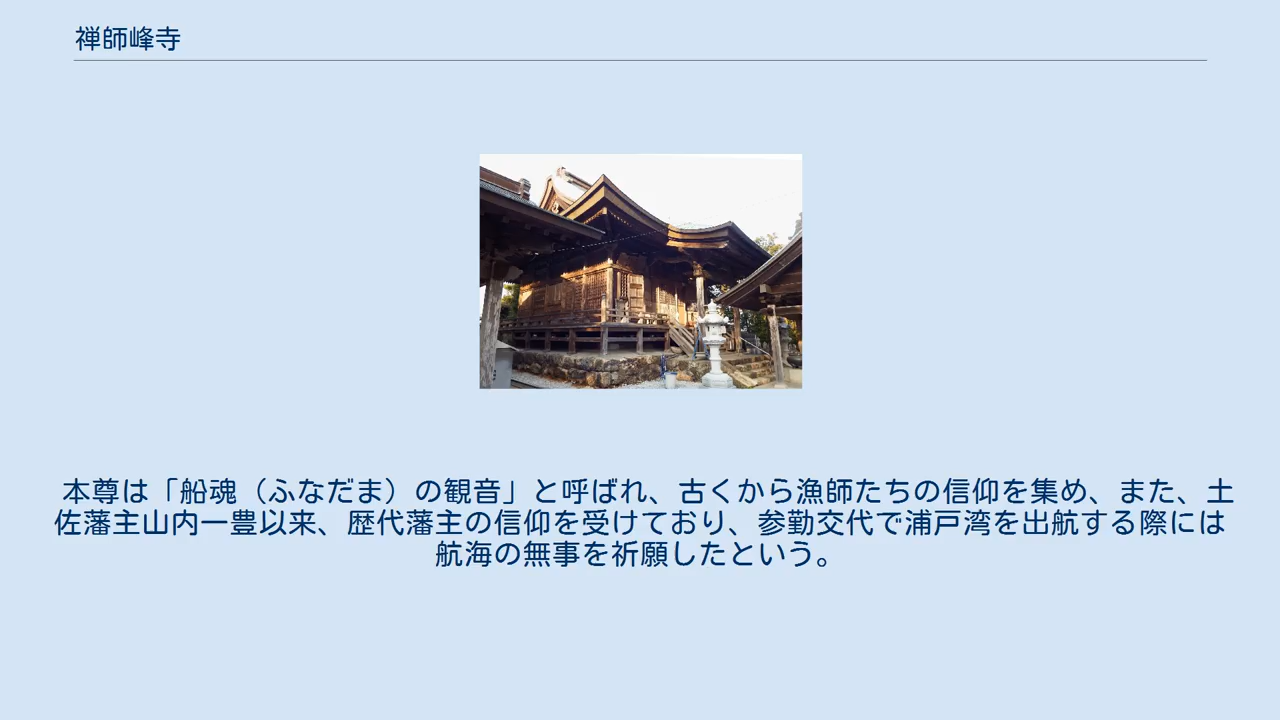 禅師峰寺
本尊は「船魂（ふなだま）の観音」と呼ばれ、古くから漁師たちの信仰を集め、また、土
佐藩主山内一豊以来、歴代藩主の信仰を受けており、参勤交代で浦戸湾を出航する際には
航海の無事を祈願したという。